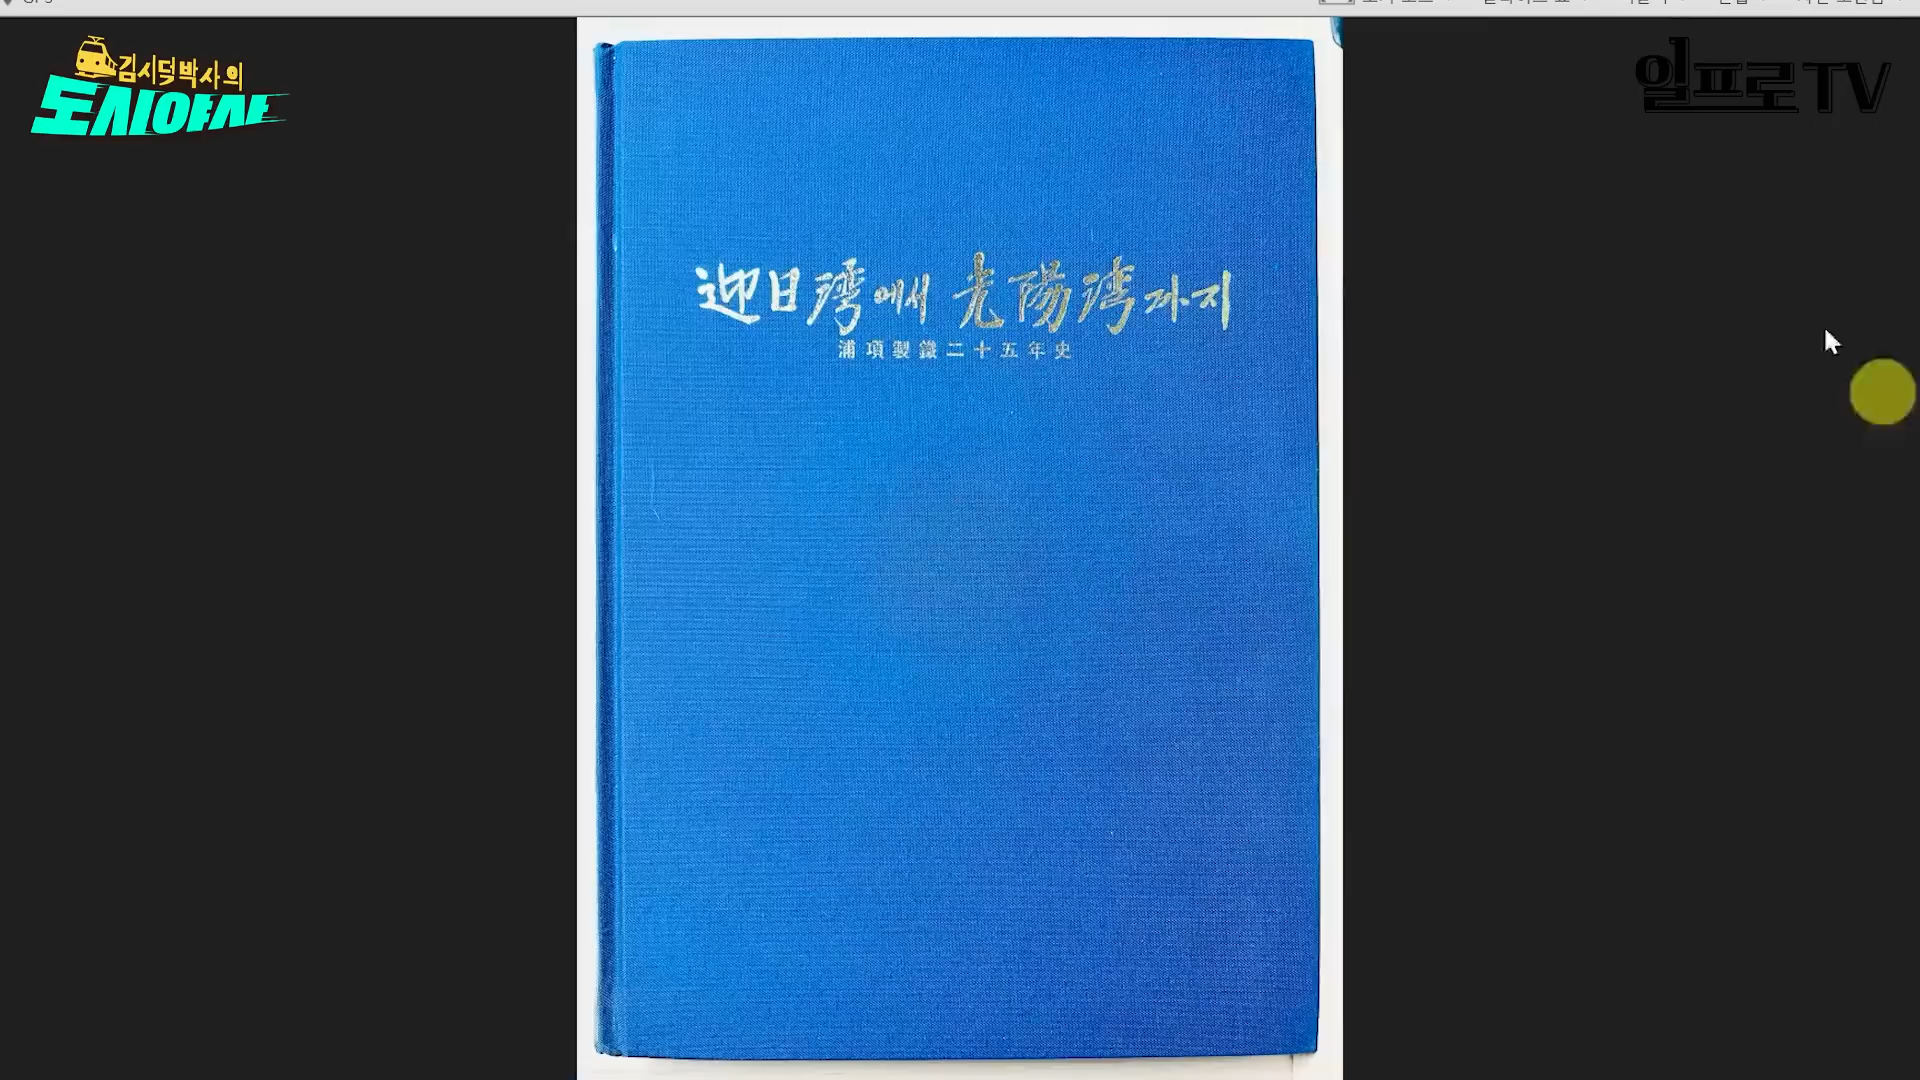 김시덕박사의
도시야사
일프로TV
迎日灣에서 光陽灣까지
浦項製鐵二十五年史